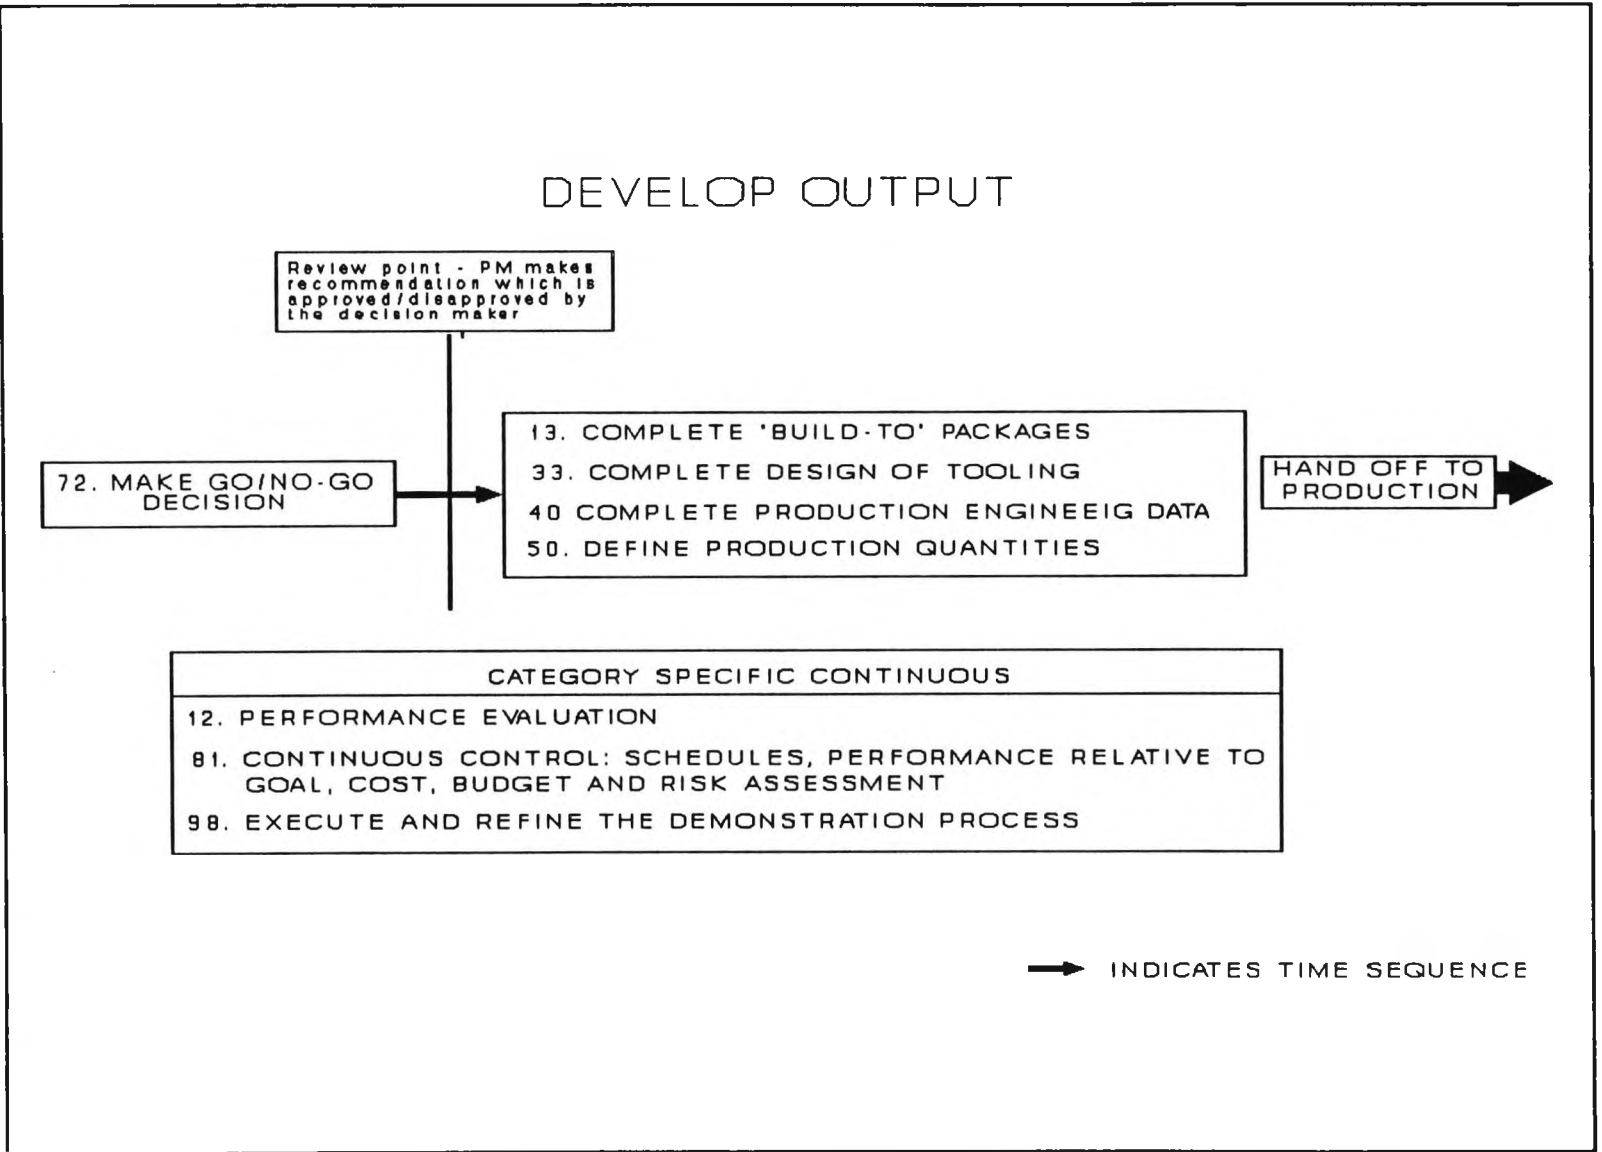 DEVELOP OUTPUT
Review point - PM makes
recommendation which is
approved/disapproved by
the decision maker
72. MAKE GO/NO-GO
DECISION
13. COMPLETE 'BUILD-TO' PACKAGES
33. COMPLETE DESIGN OF TOOLING
40 COMPLETE PRODUCTION ENGINEEIG DATA
50. DEFINE PRODUCTION QUANTITIES
HAND OFF TO
PRODUCTION
CATEGORY SPECIFIC CONTINUOUS
12. PERFORMANCE EVALUATION
81. CONTINUOUS CONTROL: SCHEDULES, PERFORMANCE RELATIVE TO
GOAL, COST, BUDGET AND RISK ASSESSMENT
98. EXECUTE AND REFINE THE DEMONSTRATION PROCESS
INDICATES TIME SEQUENCE